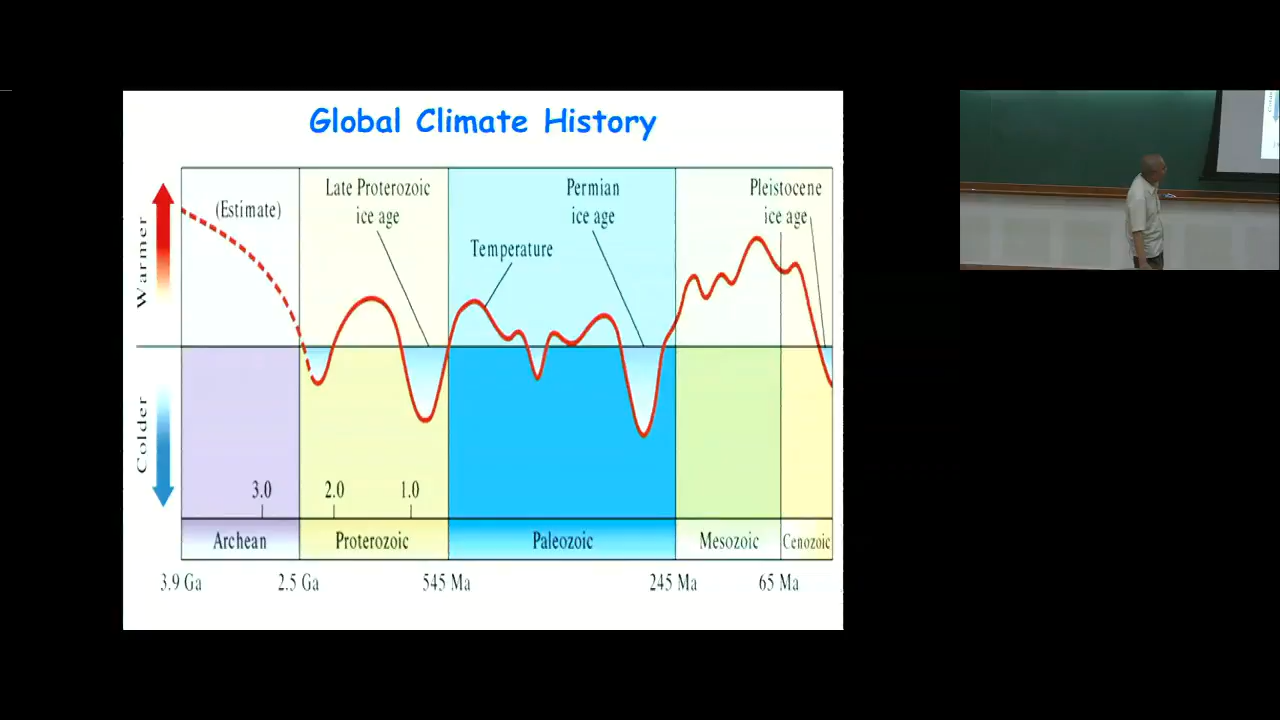 Global Climate History
Warmer
Colder
(Estimate)
Late Proterozoic
ice age
Temperature
Permian
ice age
Pleistocene
ice age
3.0
2.0
1.0
Archean
Proterozoic
Paleozoic
Mesozoic
Cenozoic
3.9 Ga
2.5 Ga
545 Ma
245 Ma
65 Ma